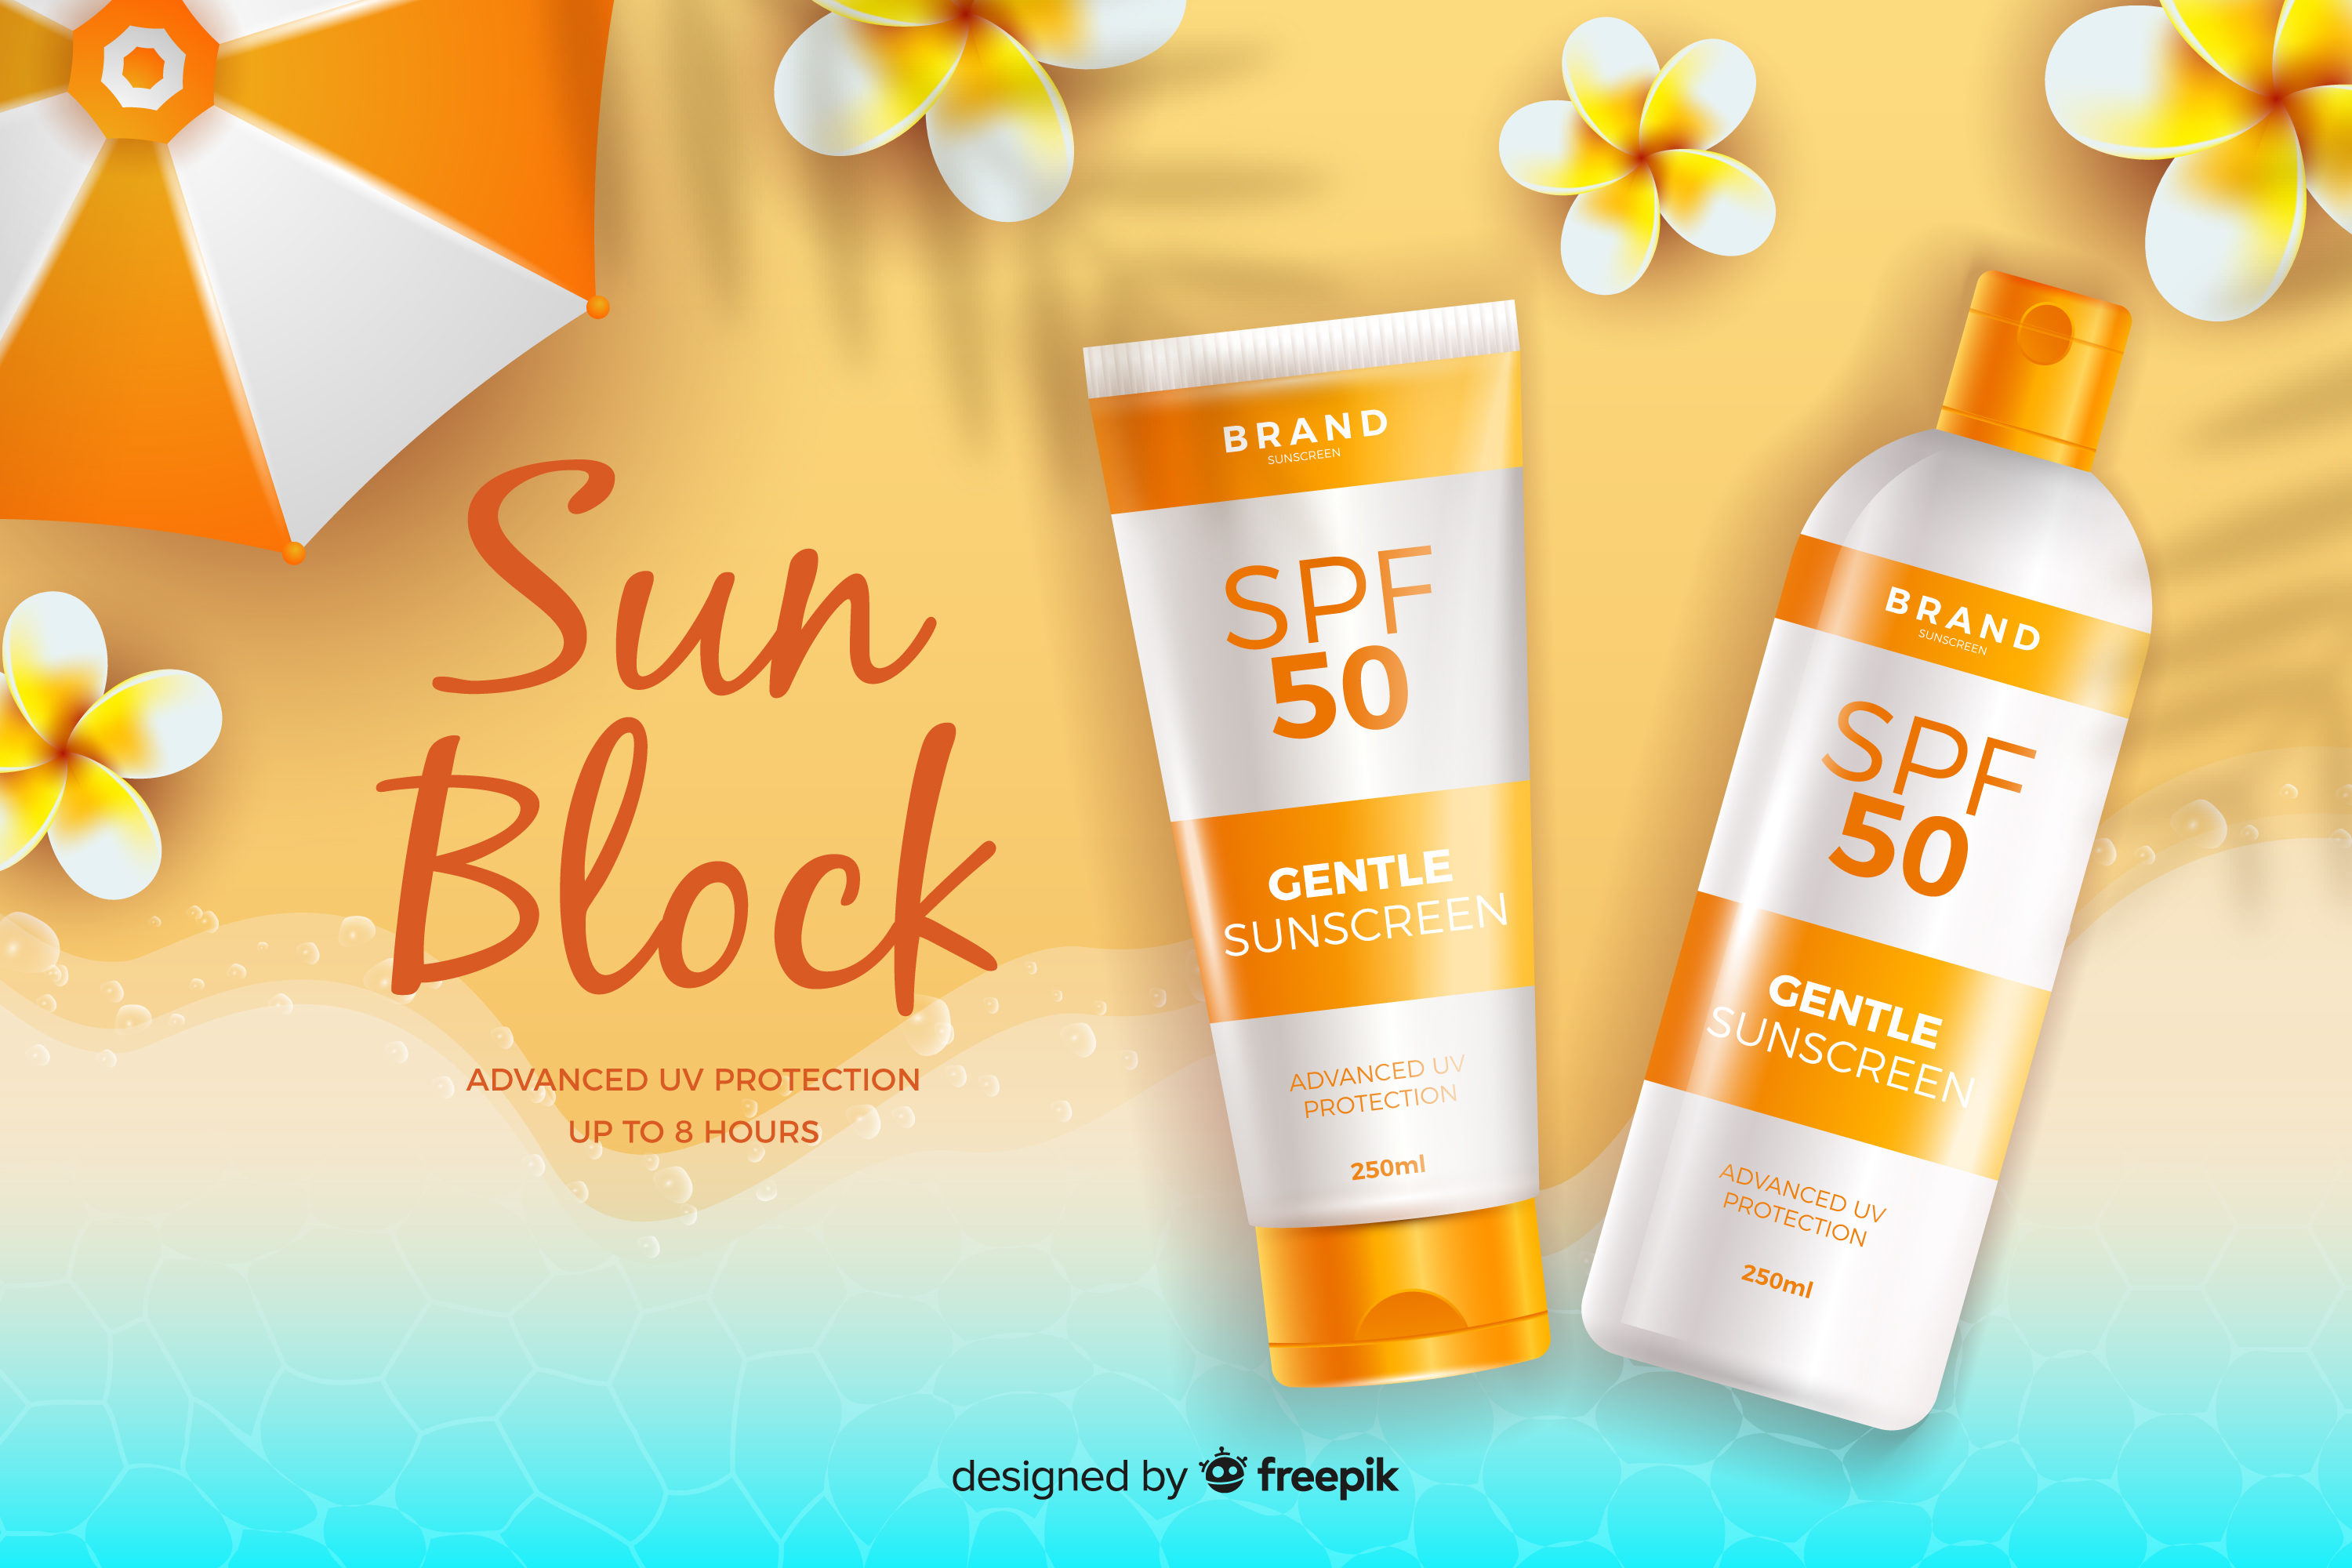 Sun
Block
ADVANCED UV PROTECTION
UP TO 8 HOURS
BRAND
SUNSCREEN
SPF
50
GENTLE
SUNSCREEN
ADVANCED UV
PROTECTION
250ml
BRAND
SUNSCREEN
SPF
50
GENTLE
SUNSCREEN
ADVANCED UV
PROTECTION
250ml
designed by freepik